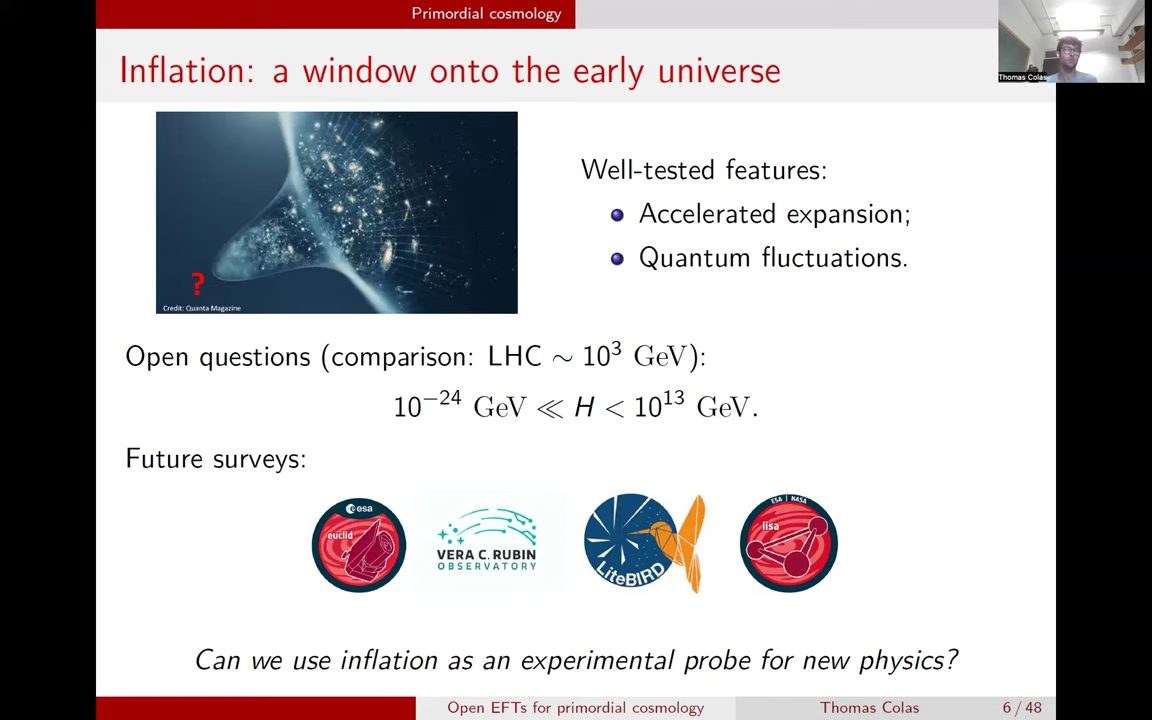 Primordial cosmology
Inflation: a window onto the early universe
Thomas Colas
?
Credit: Quanta Magazine
Well-tested features:
Accelerated expansion;
Quantum fluctuations.
Open questions (comparison: LHC ∼ 10³ GeV):
10⁻²⁴ GeV ≪ H < 10¹³ GeV.
Future surveys:
esa
euclid
VERA C. RUBIN
OBSERVATORY
LiteBIRD
ESA | NASA
lisa
Can we use inflation as an experimental probe for new physics?
Open EFTs for primordial cosmology
Thomas Colas
6 / 48